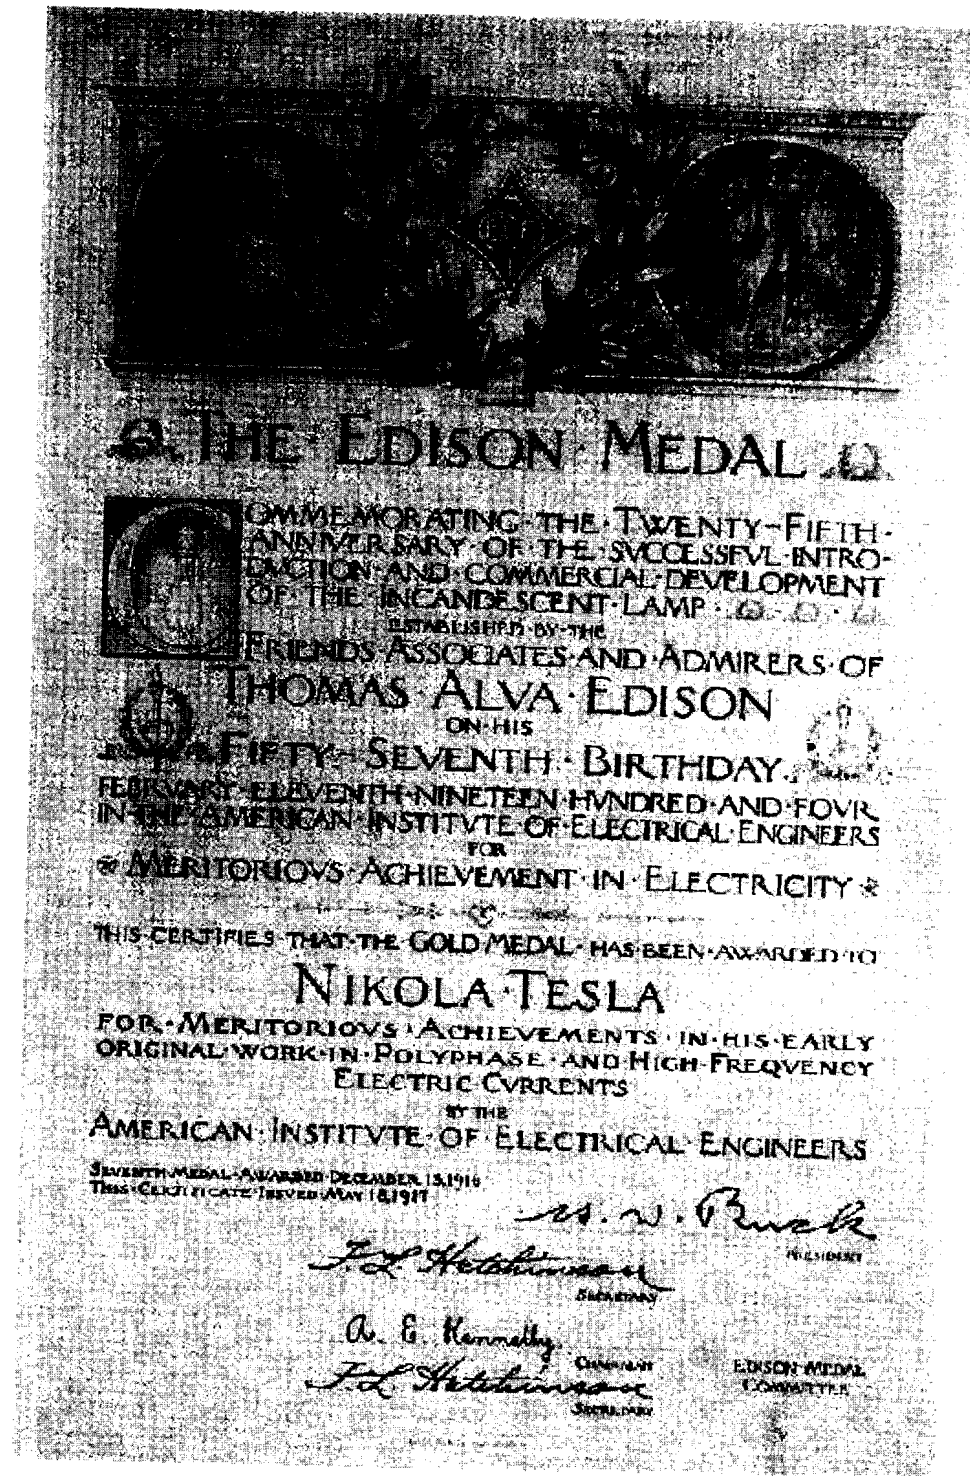 THE · EDISON · MEDAL
COMMEMORATING · THE · TWENTY-FIFTH ·
ANNIVERSARY · OF · THE · SVCCESSFVL · INTRO-
DVCTION · AND · COMMERCIAL · DEVELOPMENT
OF · THE · INCANDESCENT · LAMP ·
ESTABLISHED · BY · THE
FRIENDS · ASSOCIATES · AND · ADMIRERS · OF
THOMAS · ALVA · EDISON
ON · HIS
FIFTY - SEVENTH · BIRTHDAY
FEBRVARY · ELEVENTH · NINETEEN · HVNDRED · AND · FOVR
IN · THE · AMERICAN · INSTITVTE · OF · ELECTRICAL · ENGINEERS
FOR
MERITORIOVS · ACHIEVEMENT · IN · ELECTRICITY
THIS · CERTIFIES · THAT · THE · GOLD · MEDAL · HAS · BEEN · AWARDED · TO
NIKOLA · TESLA
FOR · MERITORIOVS · ACHIEVEMENTS · IN · HIS · EARLY
ORIGINAL · WORK · IN · POLYPHASE · AND · HIGH · FREQVENCY
ELECTRIC · CVRRENTS
BY THE
AMERICAN · INSTITVTE · OF · ELECTRICAL · ENGINEERS
SEVENTH · MEDAL · AWARDED · DECEMBER 15, 1916
THIS · CERTIFICATE · ISSVED · MAY 18, 1917
H. W. Buck
PRESIDENT
F. L. Hutchinson
SECRETARY
A. E. Kennelly
CHAIRMAN
EDISON MEDAL
F. L. Hutchinson
COMMITTEE
SECRETARY